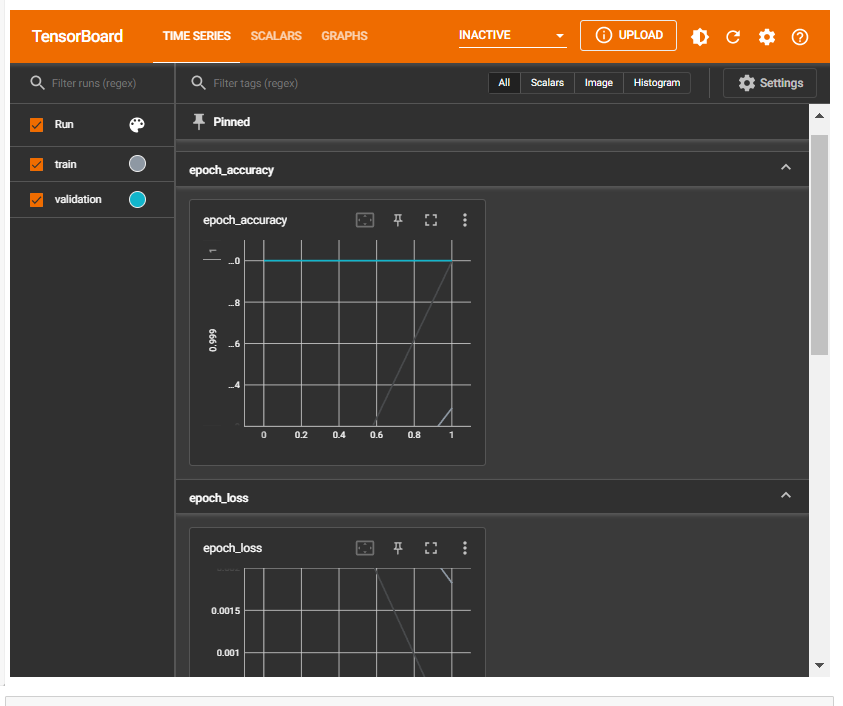 TensorBoard TIME SERIES SCALARS GRAPHS INACTIVE UPLOAD
Filter runs (regex) Filter tags (regex) All Scalars Image Histogram Settings
Run
train
validation
Pinned
epoch_accuracy
epoch_accuracy
1
...0
...8
0.999
...6
...4
0 0.2 0.4 0.6 0.8 1
epoch_loss
epoch_loss
0.0015
0.001